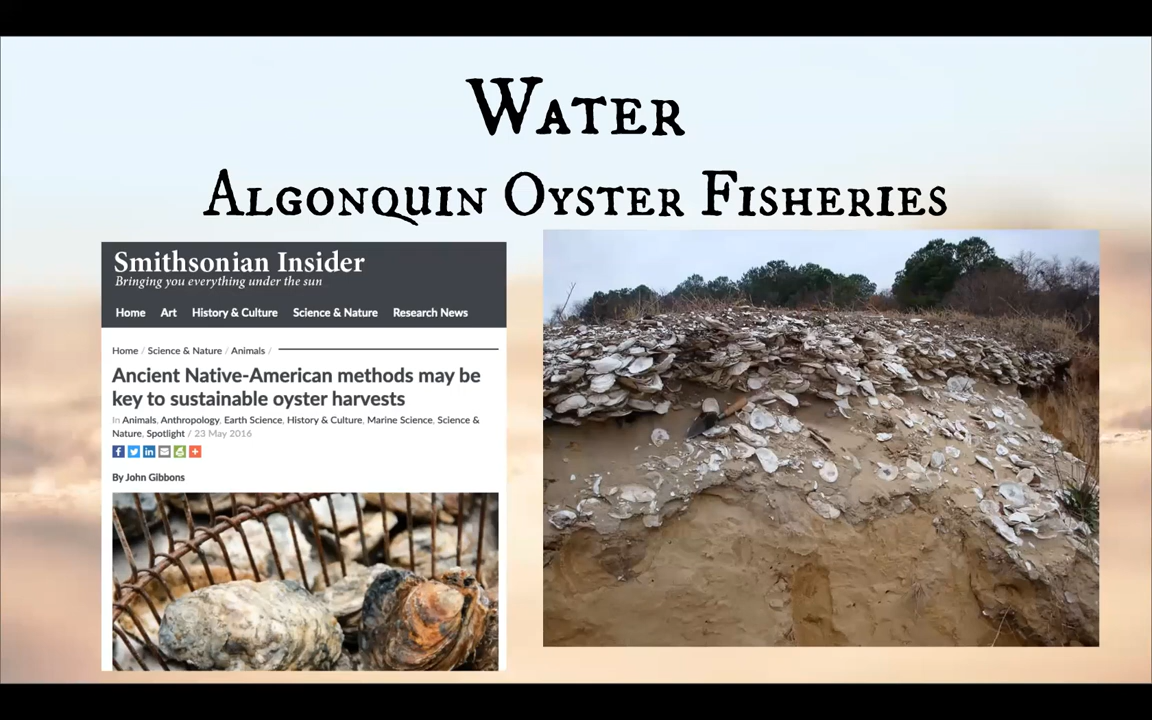 Water
Algonquin Oyster Fisheries
Smithsonian Insider
Bringing you everything under the sun
Home Art History & Culture Science & Nature Research News
Home / Science & Nature / Animals /
Ancient Native-American methods may be
key to sustainable oyster harvests
In Animals, Anthropology, Earth Science, History & Culture, Marine Science, Science &
Nature, Spotlight / 23 May 2016
By John Gibbons